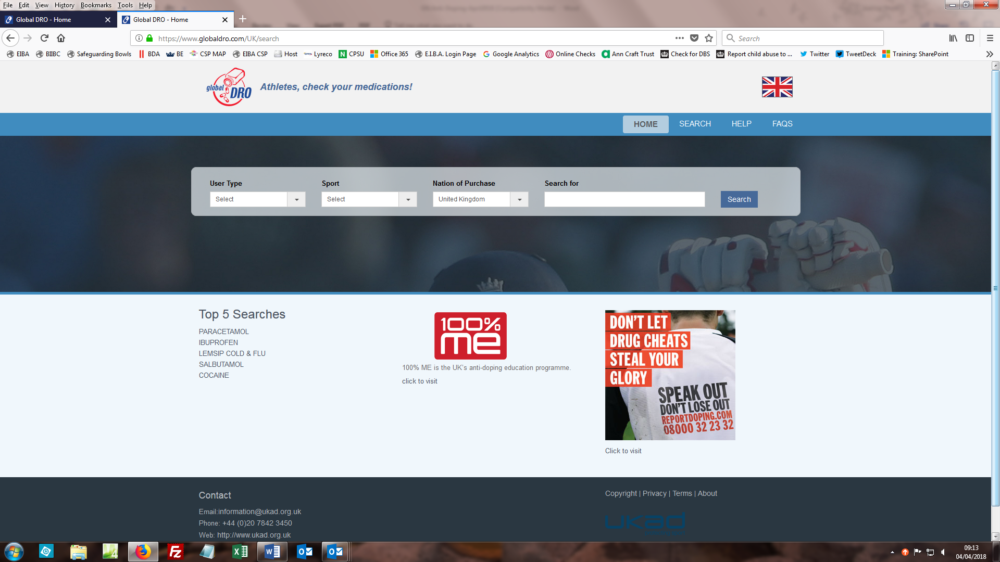 File Edit View History Bookmarks Tools Help
Global DRO - Home
Global DRO - Home
https://www.globaldro.com/UK/search
Search
EIBA BIIBC Safeguarding Bowls BDA BE CSP MAP EIBA CSP Host Lyreco CPSU Office 365 E.I.B.A. Login Page Google Analytics Online Checks Ann Craft Trust Check for DBS Report child abuse to ... Twitter TweetDeck Training: SharePoint
global DRO
Athletes, check your medications!
HOME SEARCH HELP FAQS
User Type Sport Nation of Purchase Search for
Select Select United Kingdom Search
Top 5 Searches
PARACETAMOL
IBUPROFEN
LEMSIP COLD & FLU
SALBUTAMOL
COCAINE
100%
me
100% ME is the UK's anti-doping education programme.
click to visit
DON'T LET
DRUG CHEATS
STEAL YOUR
GLORY
SPEAK OUT
DON'T LOSE OUT
REPORTDOPING.COM
08000 32 23 32
Click to visit
Contact
Email:information@ukad.org.uk
Phone: +44 (0)20 7842 3450
Web: http://www.ukad.org.uk
Copyright | Privacy | Terms | About
ukad
09:13
04/04/2018